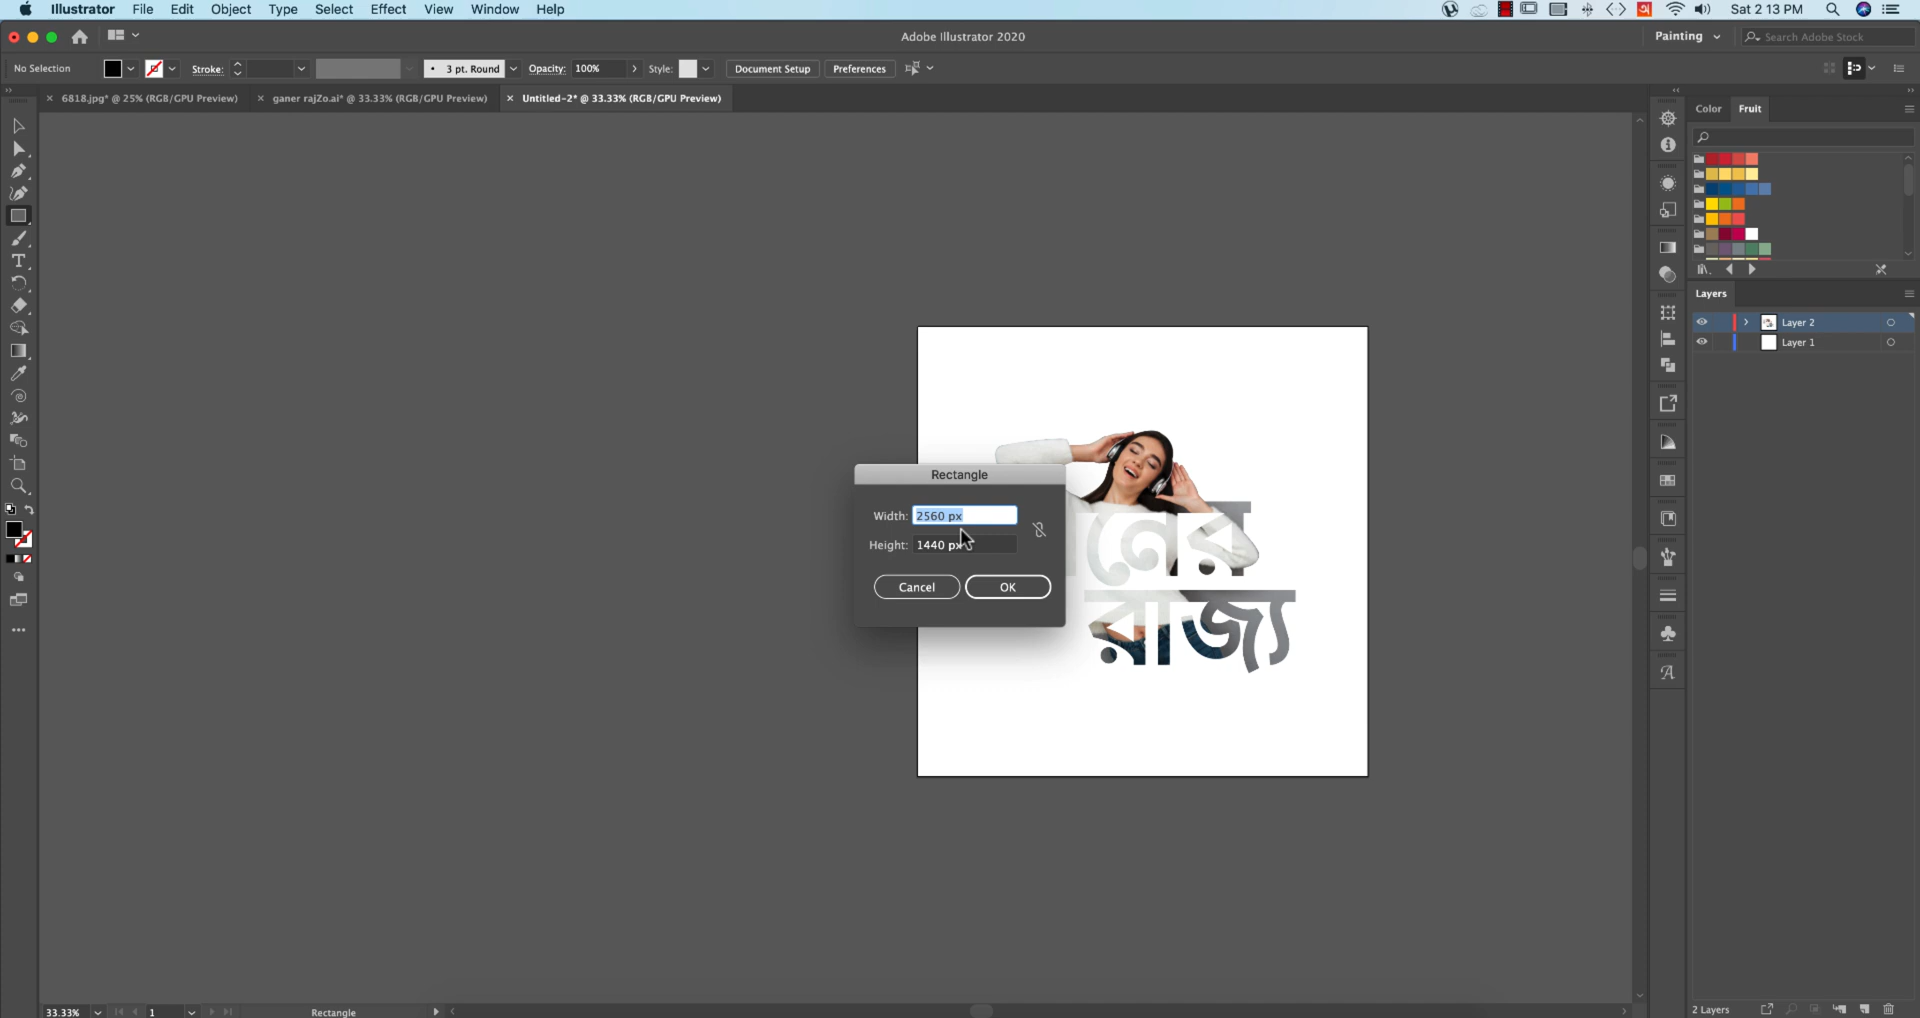 Illustrator File Edit Object Type Select Effect View Window Help
Sat 2 13 PM
Adobe Illustrator 2020
Painting
Search Adobe Stock
No Selection
Stroke:
3 pt. Round
Opacity: 100%
Style:
Document Setup
Preferences
6818.jpg* @ 25% (RGB/GPU Preview)
ganer rajZo.ai* @ 33.33% (RGB/GPU Preview)
Untitled-2* @ 33.33% (RGB/GPU Preview)
Color Fruit
Layers
Layer 2
Layer 1
Rectangle
Width: 2560 px
Height: 1440 px
Cancel OK
নের
রাজ্য
33.33% 1 Rectangle
2 Layers